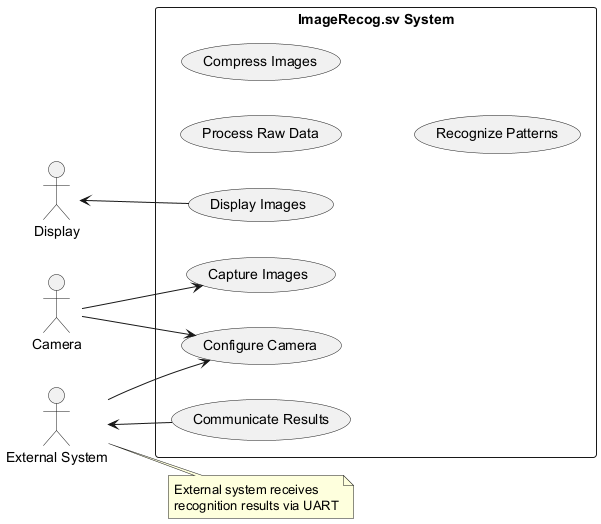 ImageRecog.sv System
Compress Images
Process Raw Data
Recognize Patterns
Display Images
Display
Capture Images
Camera
Configure Camera
Communicate Results
External System
External system receives
recognition results via UART